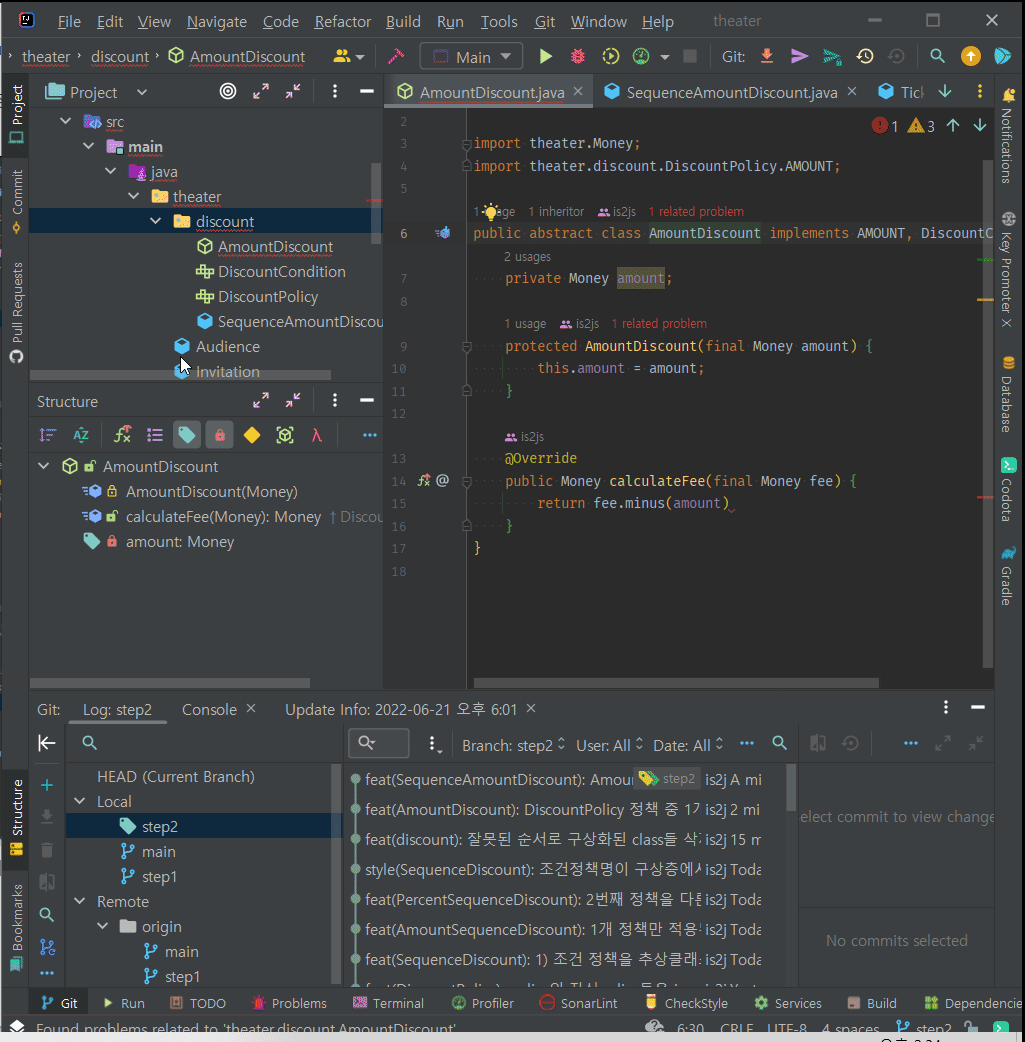 File Edit View Navigate Code Refactor Build Run Tools Git Window Help theater
theater discount AmountDiscount Main Git:
Project
AmountDiscount.java SequenceAmountDiscount.java Tic
src
main
java
theater
discount
AmountDiscount
DiscountCondition
DiscountPolicy
SequenceAmountDiscou
Audience
Invitation
Structure
AmountDiscount
AmountDiscount(Money)
calculateFee(Money): Money ↑ Discou
amount: Money
1 3
2
3 import theater.Money;
4 import theater.discount.DiscountPolicy.AMOUNT;
5
1 usage 1 inheritor is2js 1 related problem
6 public abstract class AmountDiscount implements AMOUNT, DiscountC
2 usages
7 private Money amount;
8
1 usage is2js 1 related problem
9 protected AmountDiscount(final Money amount) {
10 this.amount = amount;
11 }
12
is2js
13 @Override
14 public Money calculateFee(final Money fee) {
15 return fee.minus(amount)
16 }
17 }
18
Project
Commit
Pull Requests
Structure
Bookmarks
Notifications
Key Promoter X
Database
Codota
Gradle
Git: Log: step2 Console Update Info: 2022-06-21 오후 6:01
Branch: step2 User: All Date: All
HEAD (Current Branch)
Local
step2
main
step1
Remote
origin
main
step1
feat(SequenceAmountDiscount): Amou step2 is2j A mi
feat(AmountDiscount): DiscountPolicy 정책 중 1기 is2j 2 mi
feat(discount): 잘못된 순서로 구상화된 class들 삭 is2j 15 m
style(SequenceDiscount): 조건정책명이 구상층에서 is2j Toda
feat(PercentSequenceDiscount): 2번째 정책을 다른 is2j Toda
feat(AmountSequenceDiscount): 1개 정책만 적용 is2j Toda
feat(SequenceDiscount): 1) 조건 정책을 추상클래 is2j Toda
elect commit to view change
No commits selected
Git Run TODO Problems Terminal Profiler SonarLint CheckStyle Services Build Dependencie
Found problems related to 'theater.discount.AmountDiscount' 6:30 CRLF UTF-8 4 spaces step2